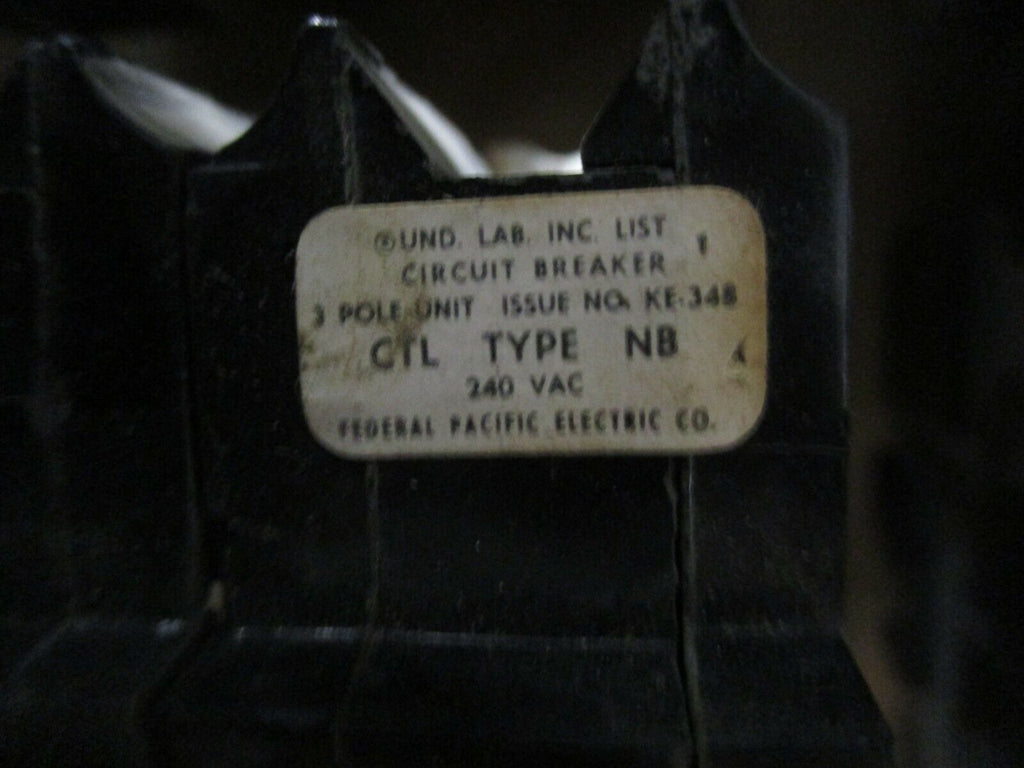 Ⓡ UND. LAB. INC. LIST
CIRCUIT BREAKER T
3 POLE UNIT ISSUE NO. KE-348
CTL TYPE NB
240 VAC
FEDERAL PACIFIC ELECTRIC CO.